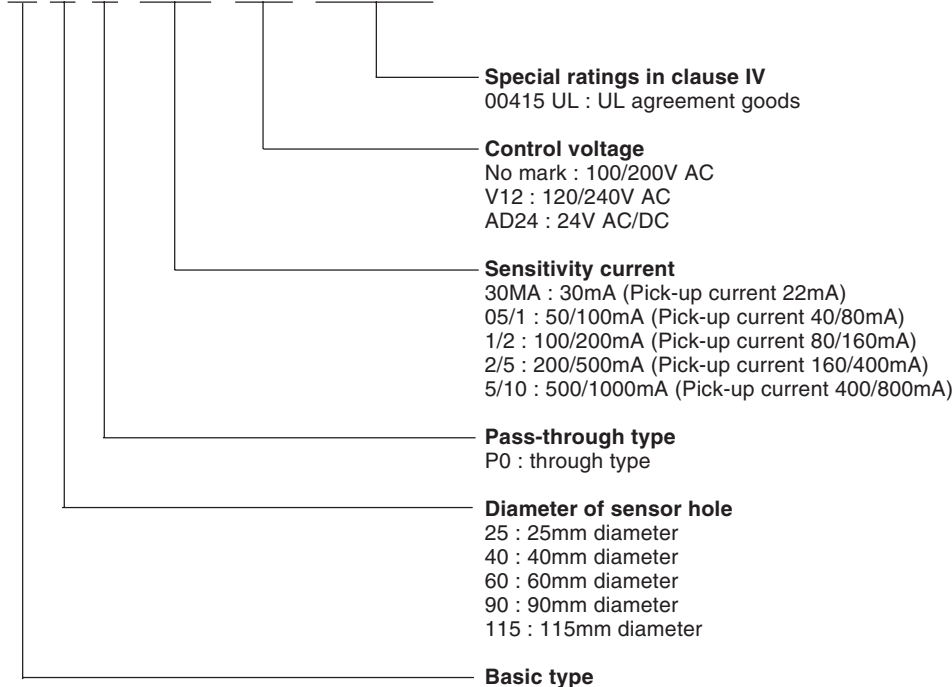 Special ratings in clause IV
00415 UL : UL agreement goods
Control voltage
No mark : 100/200V AC
V12 : 120/240V AC
AD24 : 24V AC/DC
Sensitivity current
30MA : 30mA (Pick-up current 22mA)
05/1 : 50/100mA (Pick-up current 40/80mA)
1/2 : 100/200mA (Pick-up current 80/160mA)
2/5 : 200/500mA (Pick-up current 160/400mA)
5/10 : 500/1000mA (Pick-up current 400/800mA)
Pass-through type
P0 : through type
Diameter of sensor hole
25 : 25mm diameter
40 : 40mm diameter
60 : 60mm diameter
90 : 90mm diameter
115 : 115mm diameter
Basic type